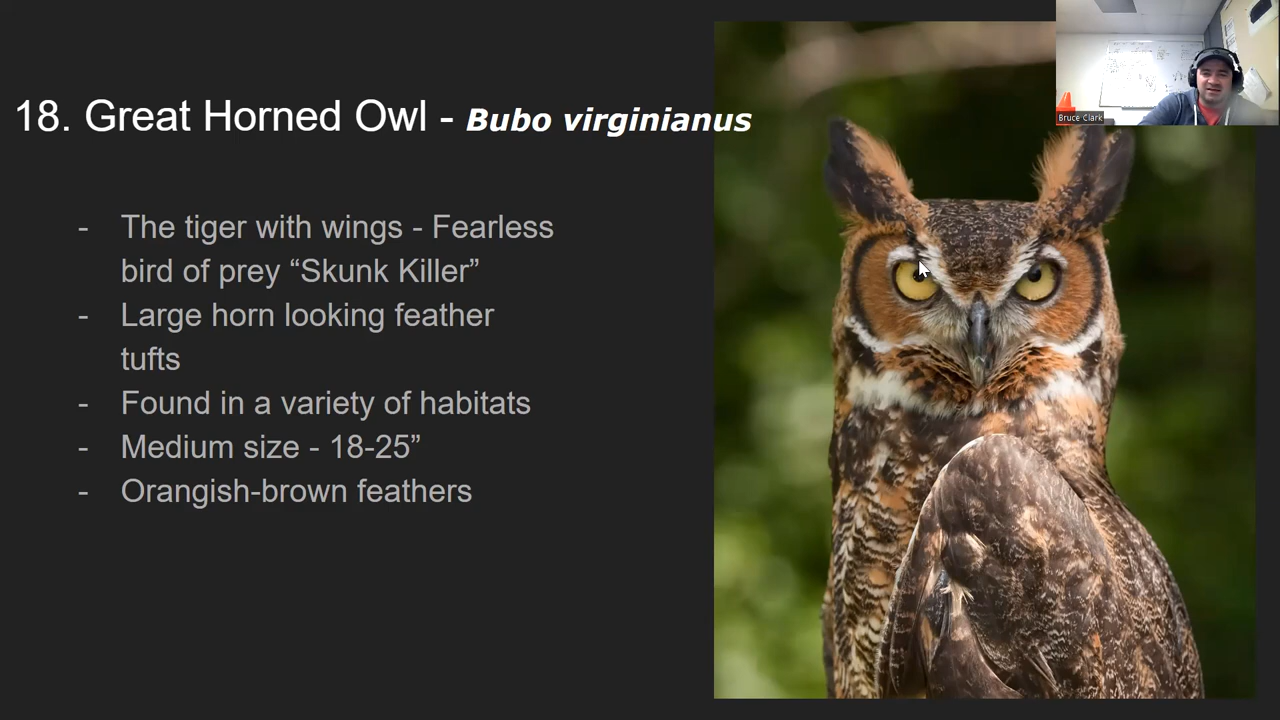 18. Great Horned Owl - Bubo virginianus
- The tiger with wings - Fearless
bird of prey “Skunk Killer”
- Large horn looking feather
tufts
- Found in a variety of habitats
- Medium size - 18-25”
- Orangish-brown feathers
Bruce Clark